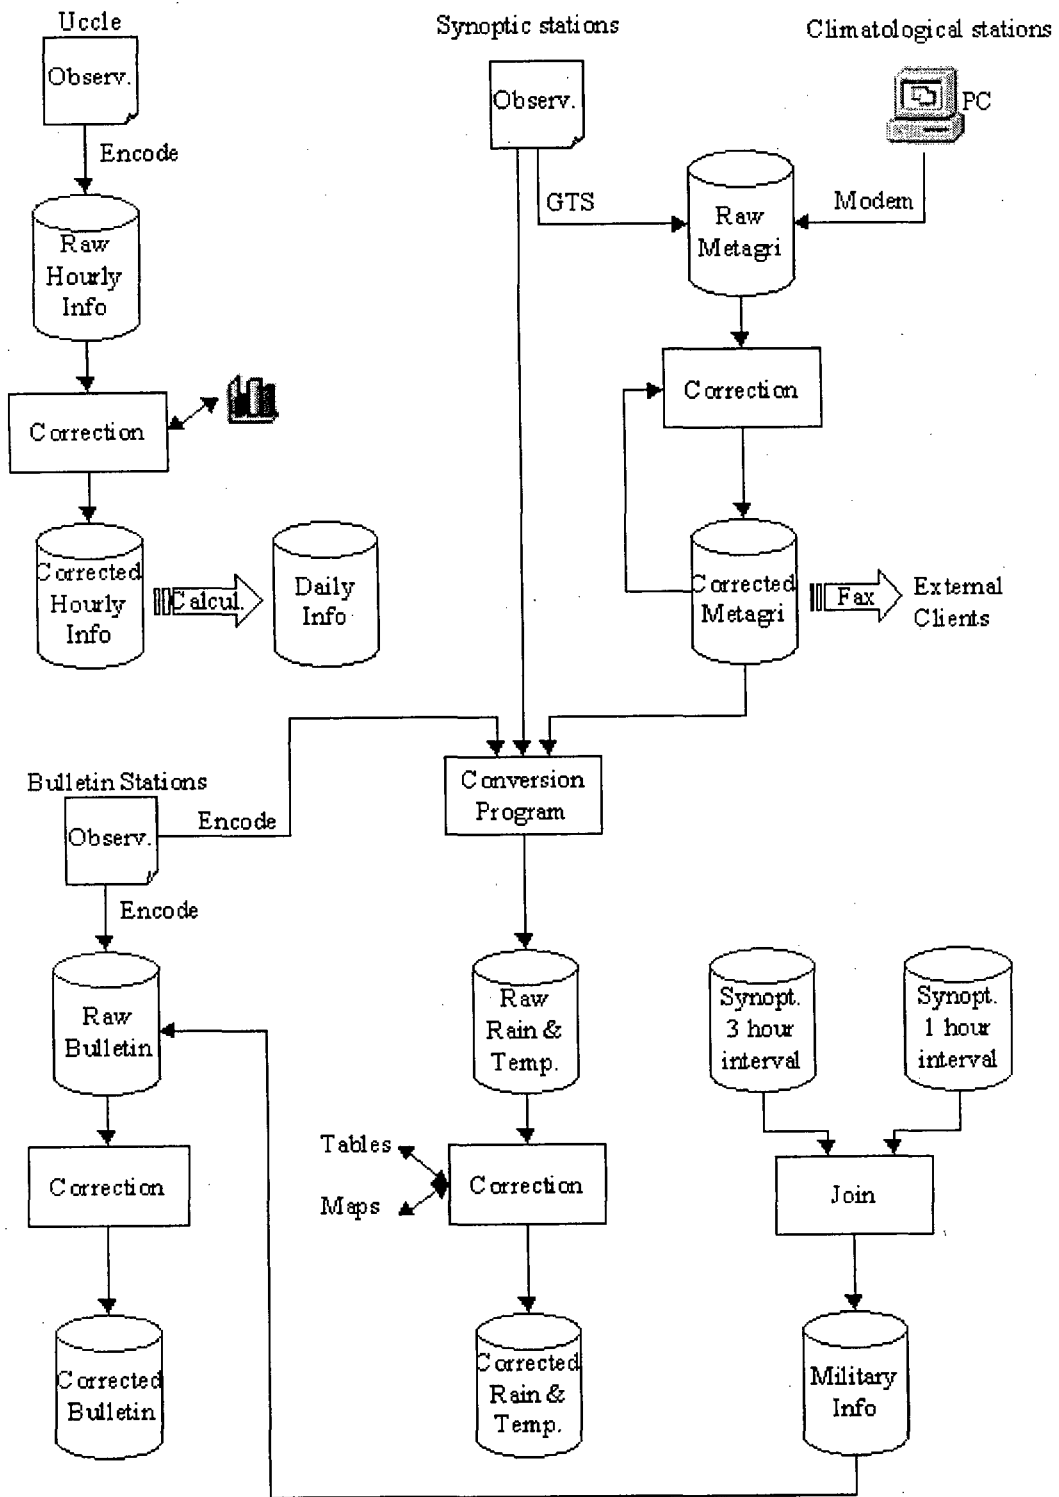 Uccle
Observ.
Encode
Raw
Hourly
Info
Correction
Corrected
Hourly
Info
Calcul.
Daily
Info
Synoptic stations
Observ.
GTS
Climatological stations
PC
Modem
Raw
Metagri
Correction
Corrected
Metagri
Fax
External
Clients
Conversion
Program
Bulletin Stations
Observ.
Encode
Encode
Raw
Bulletin
Correction
Corrected
Bulletin
Raw
Rain &
Temp.
Tables
Maps
Correction
Corrected
Rain &
Temp.
Synopt.
3 hour
interval
Synopt.
1 hour
interval
Join
Military
Info